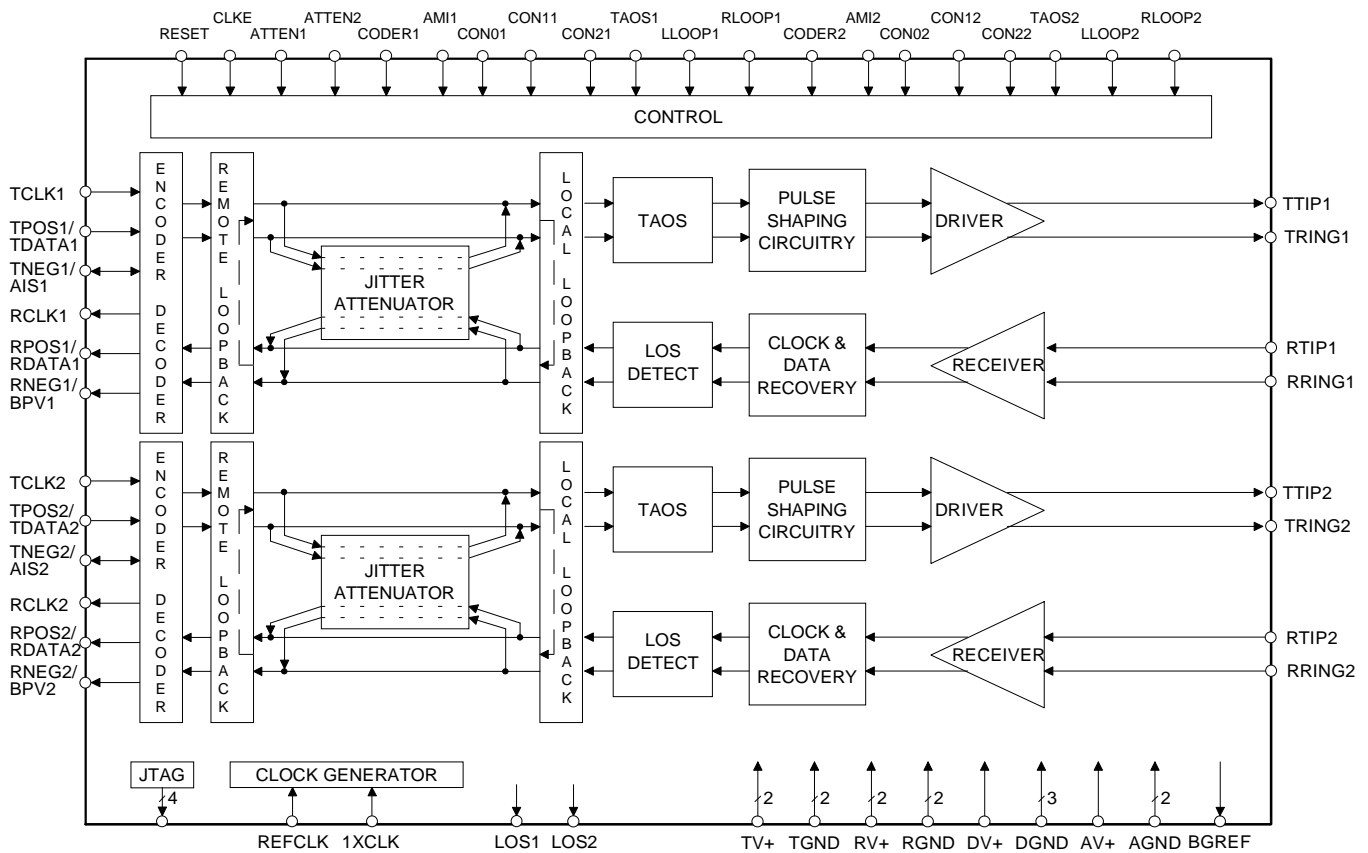 CLKE ATTEN2 AMI1 CON11 TAOS1 RLOOP1 AMI2 CON12 TAOS2 RLOOP2
RESET ATTEN1 CODER1 CON01 CON21 LLOOP1 CODER2 CON02 CON22 LLOOP2
CONTROL
TCLK1
TPOS1/
TDATA1
TNEG1/
AIS1
RCLK1
RPOS1/
RDATA1
RNEG1/
BPV1
ENCODER DECODER
REMOTE LOOPBACK
JITTER
ATTENUATOR
LOCAL LOOPBACK
TAOS
PULSE
SHAPING
CIRCUITRY
DRIVER
TTIP1
TRING1
LOS
DETECT
CLOCK &
DATA
RECOVERY
RECEIVER
RTIP1
RRING1
TCLK2
TPOS2/
TDATA2
TNEG2/
AIS2
RCLK2
RPOS2/
RDATA2
RNEG2/
BPV2
ENCODER DECODER
REMOTE LOOPBACK
JITTER
ATTENUATOR
LOCAL LOOPBACK
TAOS
PULSE
SHAPING
CIRCUITRY
DRIVER
TTIP2
TRING2
LOS
DETECT
CLOCK &
DATA
RECOVERY
RECEIVER
RTIP2
RRING2
JTAG
CLOCK GENERATOR
4 2 2 2 2 3 2
REFCLK 1XCLK LOS1 LOS2 TV+ TGND RV+ RGND DV+ DGND AV+ AGND BGREF